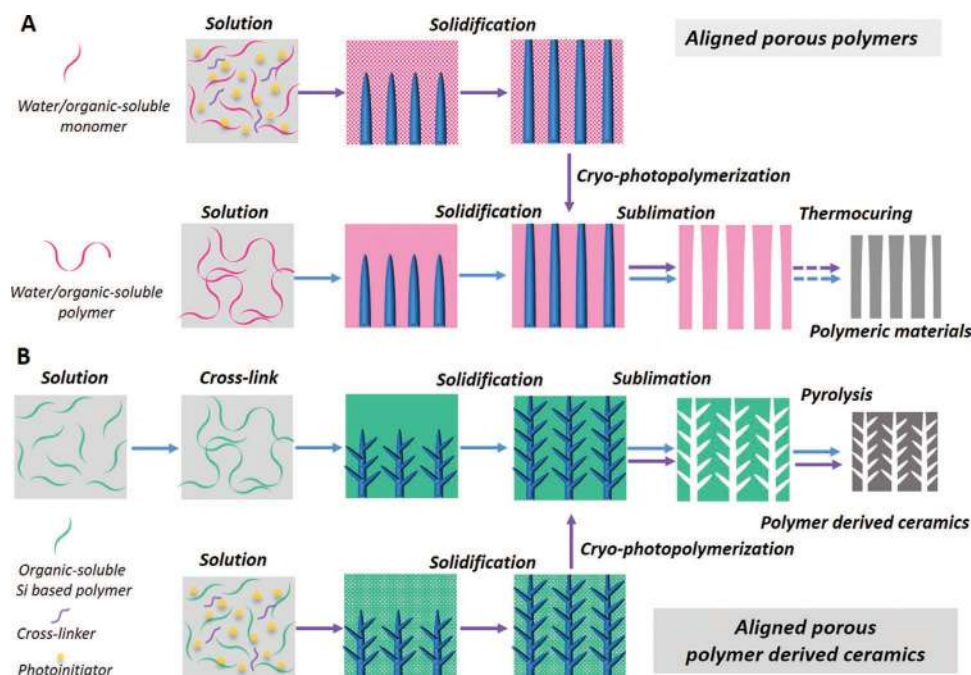 A
Solution
Solidification
Aligned porous polymers
Water/organic-soluble
monomer
Cryo-photopolymerization
Solution
Solidification
Sublimation
Thermocuring
Water/organic-soluble
polymer
Polymeric materials
B
Solution
Cross-link
Solidification
Sublimation
Pyrolysis
Polymer derived ceramics
Cryo-photopolymerization
Organic-soluble
Si based polymer
Cross-linker
Photoinitiator
Solution
Solidification
Aligned porous
polymer derived ceramics